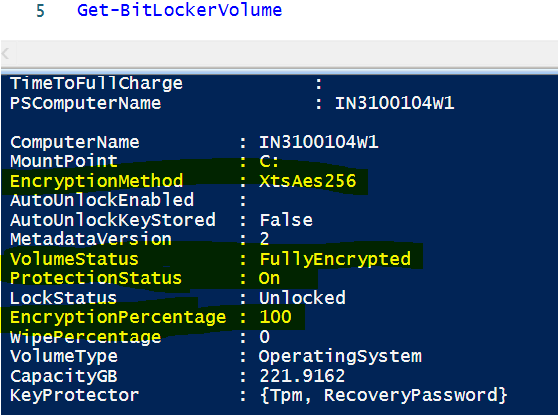 5 Get-BitLockerVolume
TimeToFullCharge :
PSComputerName : IN3100104W1
ComputerName : IN3100104W1
MountPoint : C:
EncryptionMethod : XtsAes256
AutoUnlockEnabled :
AutoUnlockKeyStored : False
MetadataVersion : 2
VolumeStatus : FullyEncrypted
ProtectionStatus : On
LockStatus : Unlocked
EncryptionPercentage : 100
WipePercentage : 0
VolumeType : OperatingSystem
CapacityGB : 221.9162
KeyProtector : {Tpm, RecoveryPassword}